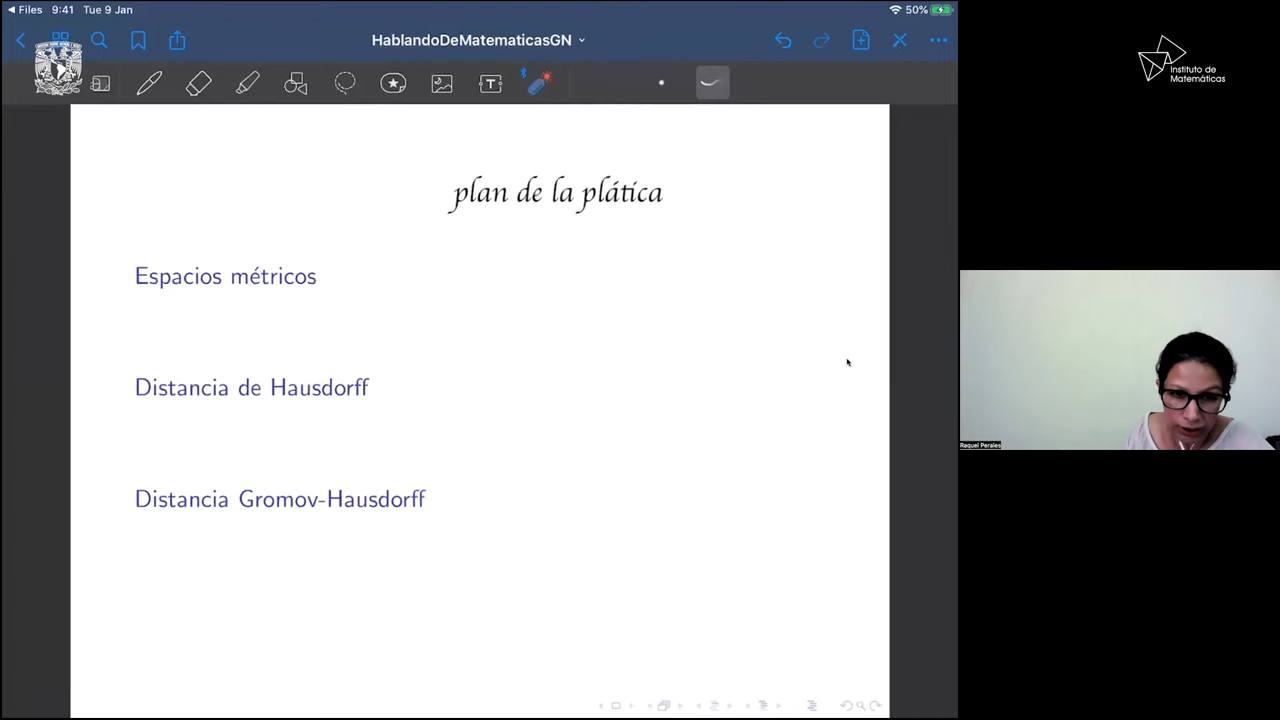 Files 9:41 Tue 9 Jan 50%
HablandoDeMatematicasGN
T
Instituto de
Matemáticas
plan de la plática
Espacios métricos
Distancia de Hausdorff
Distancia Gromov-Hausdorff
Raquel Perales